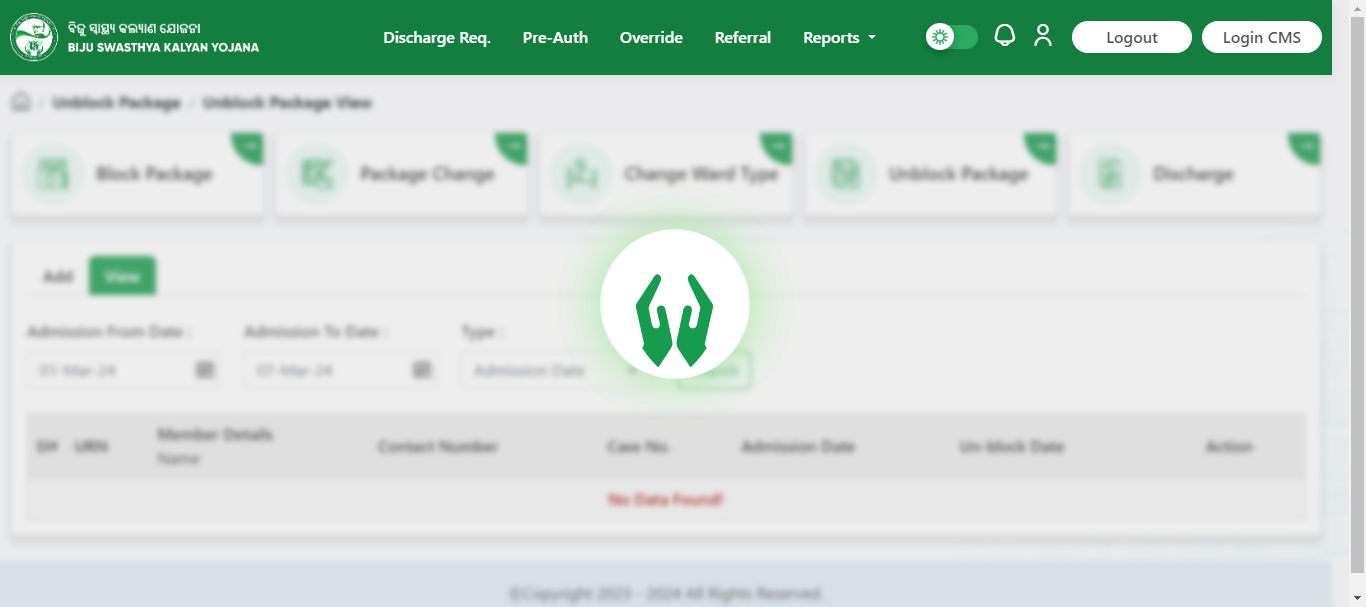 ବିଜୁ ସ୍ୱାସ୍ଥ୍ୟ କଲ୍ୟାଣ ଯୋଜନା
BIJU SWASTHYA KALYAN YOJANA
Discharge Req. Pre-Auth Override Referral Reports Logout Login CMS
/ Unblock Package / Unblock Package View
Block Package Package Change Change Ward Type Unblock Package Discharge
Add View
Admission From Date : Admission To Date : Type :
01-Mar-24 07-Mar-24 Admission Date
Sl# URN Member Details Contact Number Case No. Admission Date Un-block Date Action
Name
No Data Found!
©Copyright 2023 - 2024 All Rights Reserved.